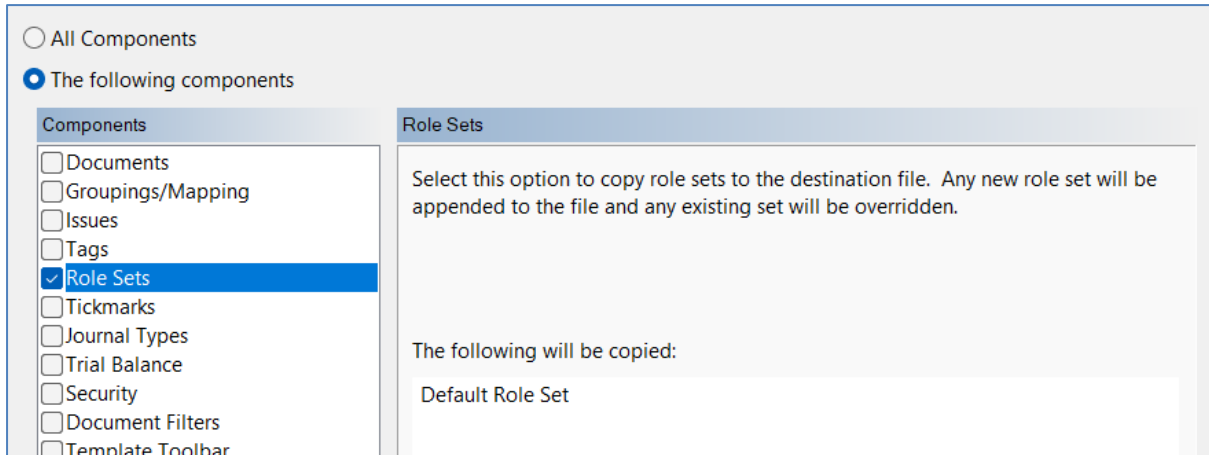 All Components
The following components
Components
Documents
Groupings/Mapping
Issues
Tags
Role Sets
Tickmarks
Journal Types
Trial Balance
Security
Document Filters
Template Toolbar
Role Sets
Select this option to copy role sets to the destination file.  Any new role set will be
appended to the file and any existing set will be overridden.
The following will be copied:
Default Role Set